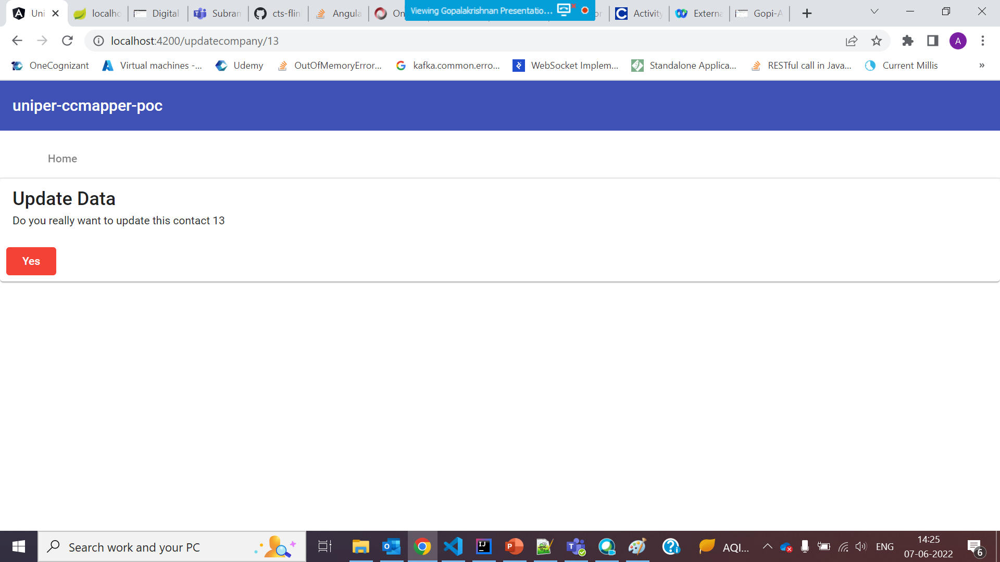 Uni
localho
Digital
Subram
cts-flin
Angula
On
Viewing Gopalakrishnan Presentatio...
or
Activity
Externa
Gopi-A
localhost:4200/updatecompany/13
A
OneCognizant
Virtual machines -...
Udemy
OutOfMemoryError...
kafka.common.erro...
WebSocket Implem...
Standalone Applica...
RESTful call in Java...
Current Millis
»
uniper-ccmapper-poc
Home
Update Data
Do you really want to update this contact 13
Yes
Search work and your PC
AQI...
ENG
14:25
07-06-2022
6